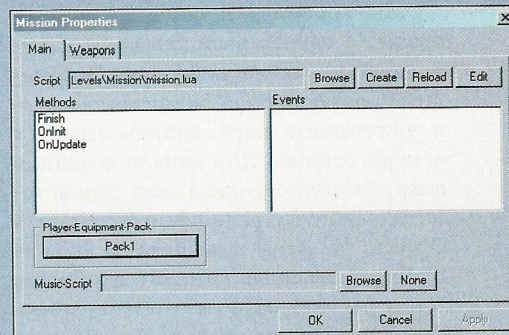 Mission Properties
Main Weapons
Script Levels\Mission\mission.lua Browse Create Reload Edit
Methods Events
Finish
OnInit
OnUpdate
Player-Equipment-Pack
Pack1
Music-Script Browse None
OK Cancel Apply